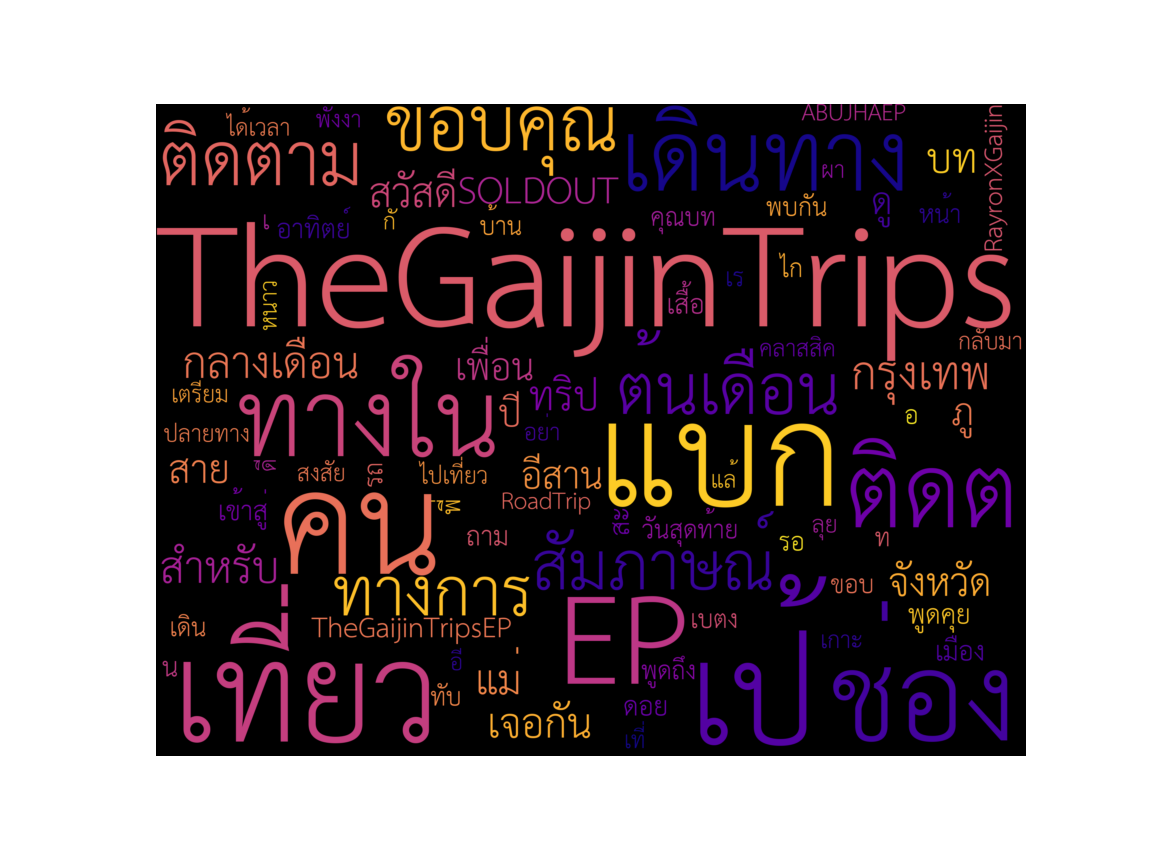 ได้เวลา
พังงา
ขอบคุณ
ABUJHAEP
ติดตาม
เดินทาง
บท
RayronXGaijin
สวัสดี
SOLDOUT
ผา
เ
อาทิตย์
กั
บ้าน
คุณบท
พบกัน
ดู
หน้า
TheGaijinTrips
หนาว
เสื้อ
เร
ไก
กลางเดือน
เพื่อน
คลาสสิค
กลับมา
เตรียม
ทางใน
ปี
ทริป
ต้นเดือน
กรุงเทพ
ปลายทาง
อย่า
แบก
อ
ภู
สาย
สงสัย
ไปเที่ยว
อีสาน
แล้
ติดต
เข้าสู่
คน
RoadTrip
วันสุดท้าย
์
ลุย
ถาม
รอ
ท
สำหรับ
ทางการ
สัมภาษณ
ขอบ
จังหวัด
เดิน
TheGaijinTripsEP
EP
เบตง
พูดคุย
น
เที่ยว
อี
แม่
พูดถึง
เป้
เกาะ
เมือง
ช่อง
ทับ
เจอกัน
ดอย
เที่